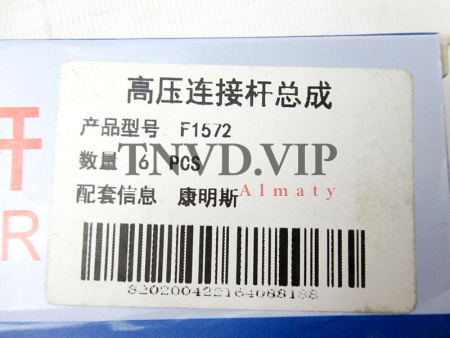 高压连接杆总成
产品型号 F1572
数量 6 PCS
TNVD.VIP
Almaty
配套信息 康明斯
杆
R
820200422164088188